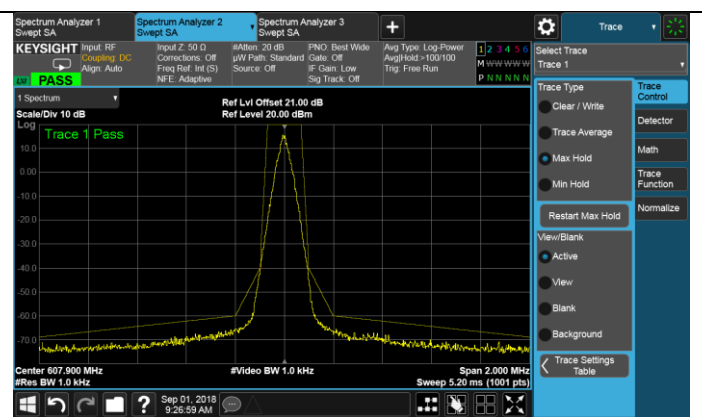 Spectrum Analyzer 1
Swept SA
Spectrum Analyzer 2
Swept SA
Spectrum Analyzer 3
Swept SA
Trace
KEYSIGHT
Input: RF
Coupling: DC
Align: Auto
Input Z: 50 Ω
Corrections: Off
Freq Ref: Int (S)
NFE: Adaptive
#Atten: 20 dB
µW Path: Standard
Source: Off
PNO: Best Wide
Gate: Off
IF Gain: Low
Sig Track: Off
Avg Type: Log-Power
Avg|Hold:>100/100
Trig: Free Run
1 2 3 4 5 6
M W W W W W
P N N N N N
LVI PASS
Select Trace
Trace 1
1 Spectrum
Scale/Div 10 dB
Log
Ref Lvl Offset 21.00 dB
Ref Level 20.00 dBm
Trace 1 Pass
10.0
0.00
-10.0
-20.0
-30.0
-40.0
-50.0
-60.0
-70.0
Center 607.900 MHz
#Res BW 1.0 kHz
#Video BW 1.0 kHz
Span 2.000 MHz
Sweep 5.20 ms (1001 pts)
Trace Type
Clear / Write
Trace Average
Max Hold
Min Hold
Restart Max Hold
View/Blank
Active
View
Blank
Background
Trace Settings
Table
Trace
Control
Detector
Math
Trace
Function
Normalize
?
Sep 01, 2018
9:26:59 AM